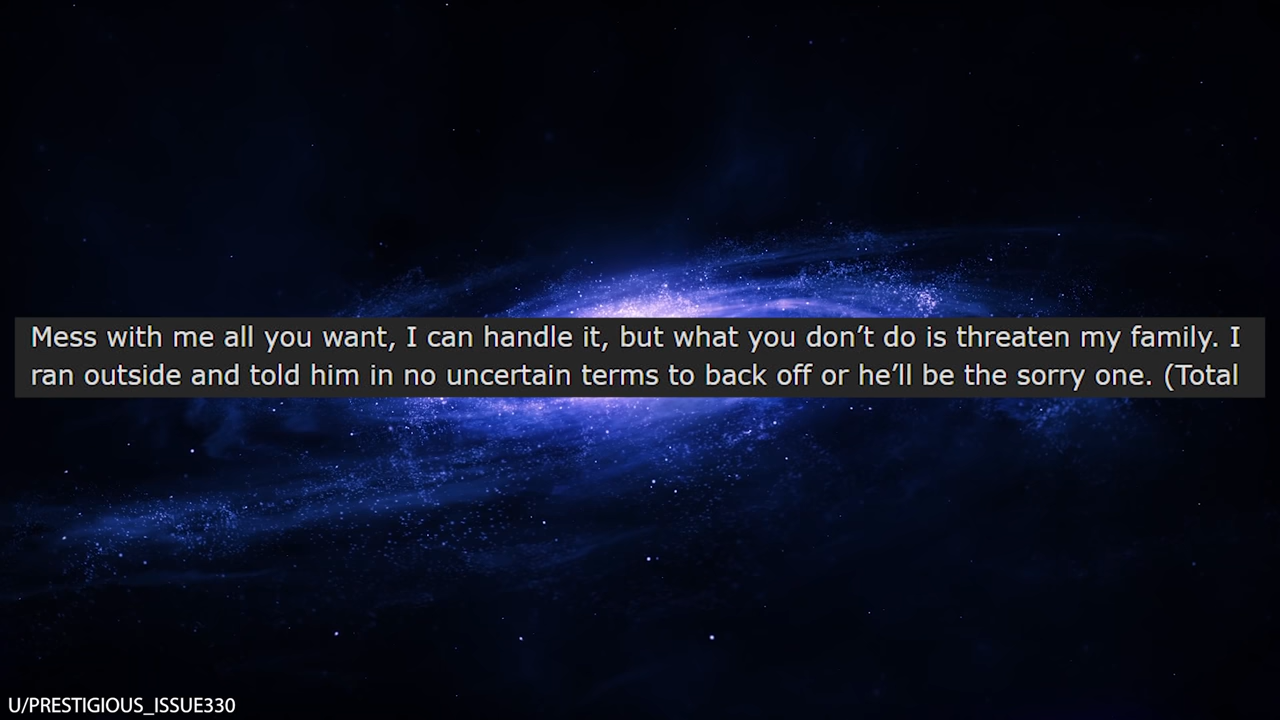 Mess with me all you want, I can handle it, but what you don’t do is threaten my family. I
ran outside and told him in no uncertain terms to back off or he’ll be the sorry one. (Total
U/PRESTIGIOUS_ISSUE330